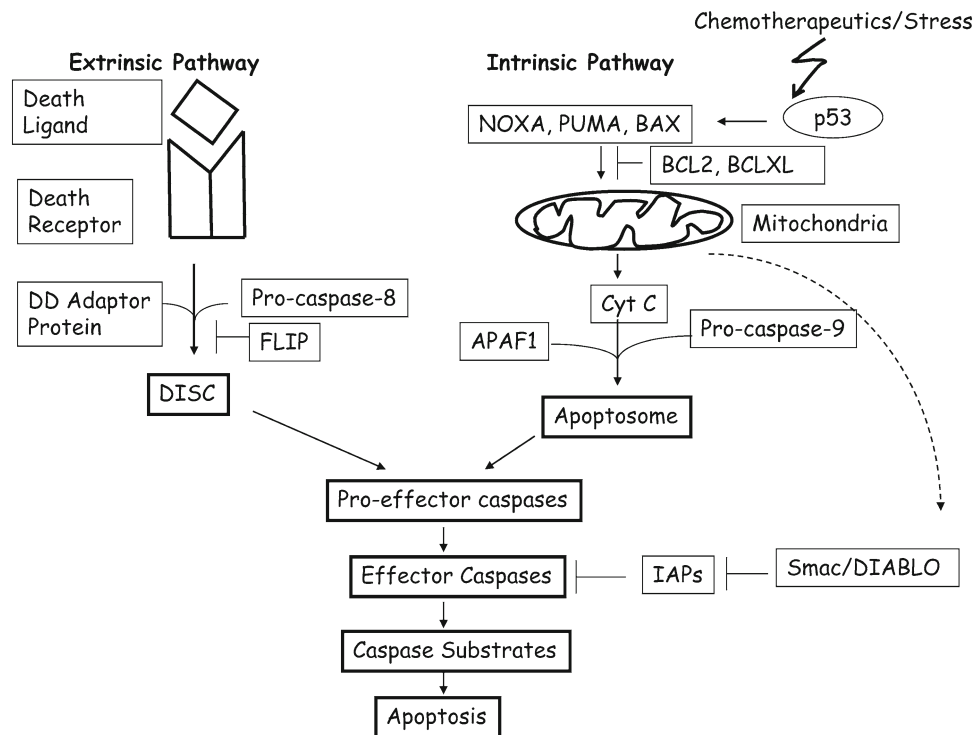 Chemotherapeutics/Stress
Extrinsic Pathway
Intrinsic Pathway
Death
Ligand
NOXA, PUMA, BAX
p53
BCL2, BCLXL
Death
Receptor
Mitochondria
DD Adaptor
Protein
Pro-caspase-8
FLIP
Cyt C
APAF1
Pro-caspase-9
DISC
Apoptosome
Pro-effector caspases
Effector Caspases
IAPs
Smac/DIABLO
Caspase Substrates
Apoptosis